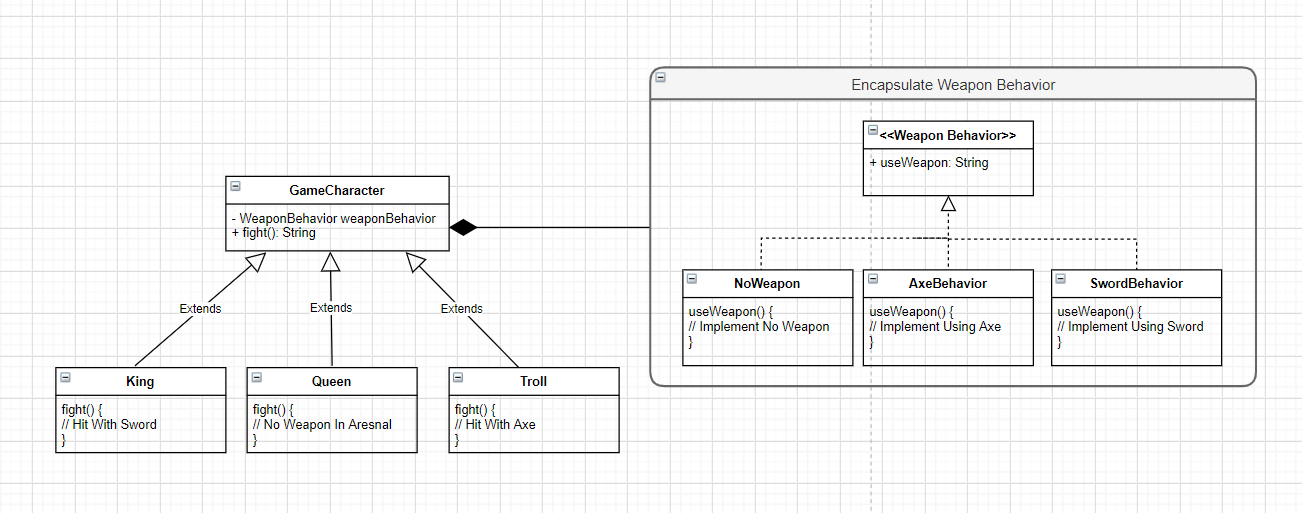 Encapsulate Weapon Behavior
<<Weapon Behavior>>
+ useWeapon: String
GameCharacter
- WeaponBehavior weaponBehavior
+ fight(): String
NoWeapon
useWeapon() {
// Implement No Weapon
}
AxeBehavior
useWeapon() {
// Implement Using Axe
}
SwordBehavior
useWeapon() {
// Implement Using Sword
}
Extends
Extends
Extends
King
fight() {
// Hit With Sword
}
Queen
fight() {
// No Weapon In Aresnal
}
Troll
fight() {
// Hit With Axe
}